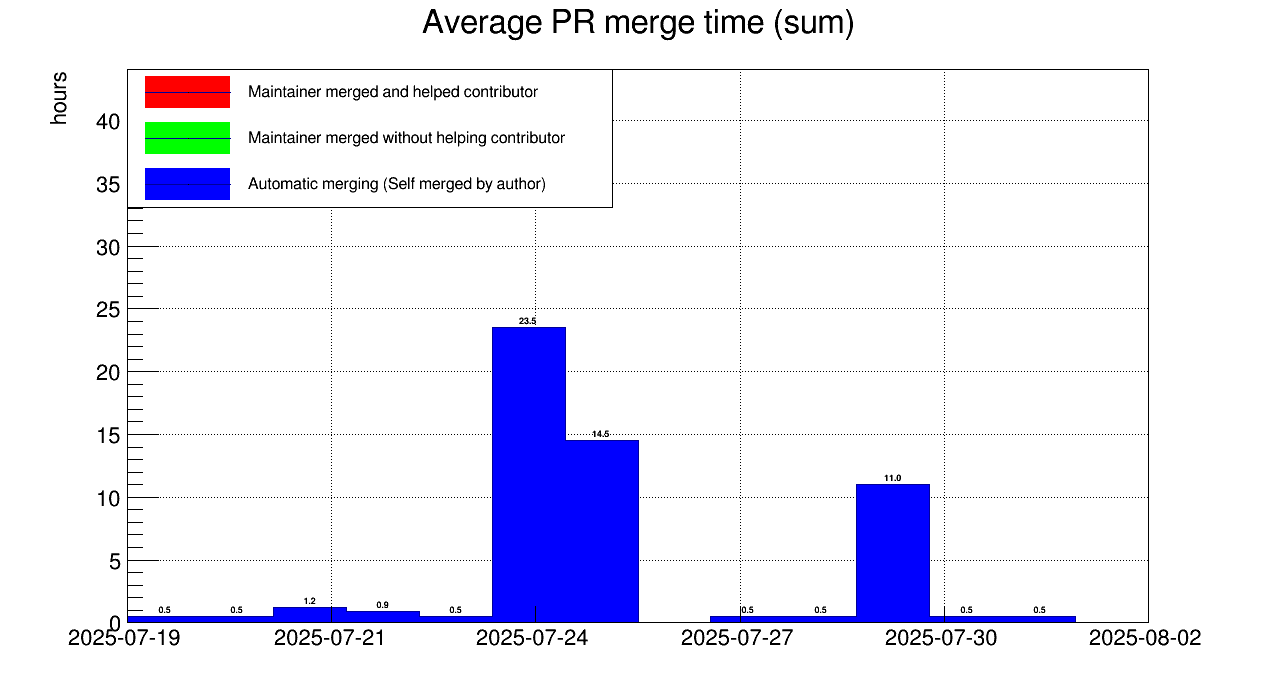 Average PR merge time (sum)
hours
Maintainer merged and helped contributor
Maintainer merged without helping contributor
Automatic merging (Self merged by author)
40
35
30
25
20
15
10
5
0
23.5
14.5
11.0
0.5 0.5 1.2 0.9 0.5 0.5 0.5 0.5 0.5
2025-07-19 2025-07-21 2025-07-24 2025-07-27 2025-07-30 2025-08-02